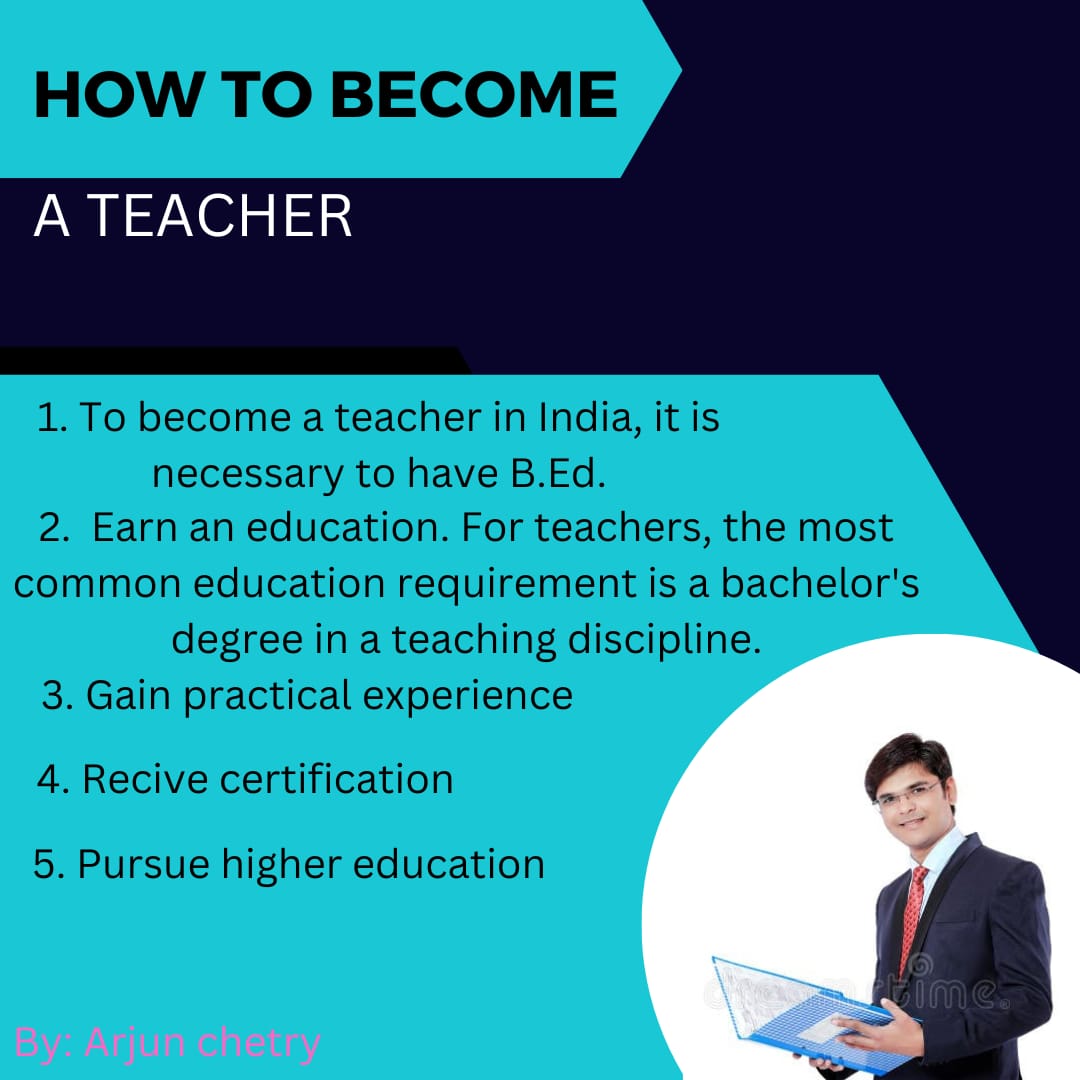 HOW TO BECOME
A TEACHER
1. To become a teacher in India, it is
necessary to have B.Ed.
2. Earn an education. For teachers, the most
common education requirement is a bachelor's
degree in a teaching discipline.
3. Gain practical experience
4. Recive certification
5. Pursue higher education
dreamstime.
By: Arjun chetry